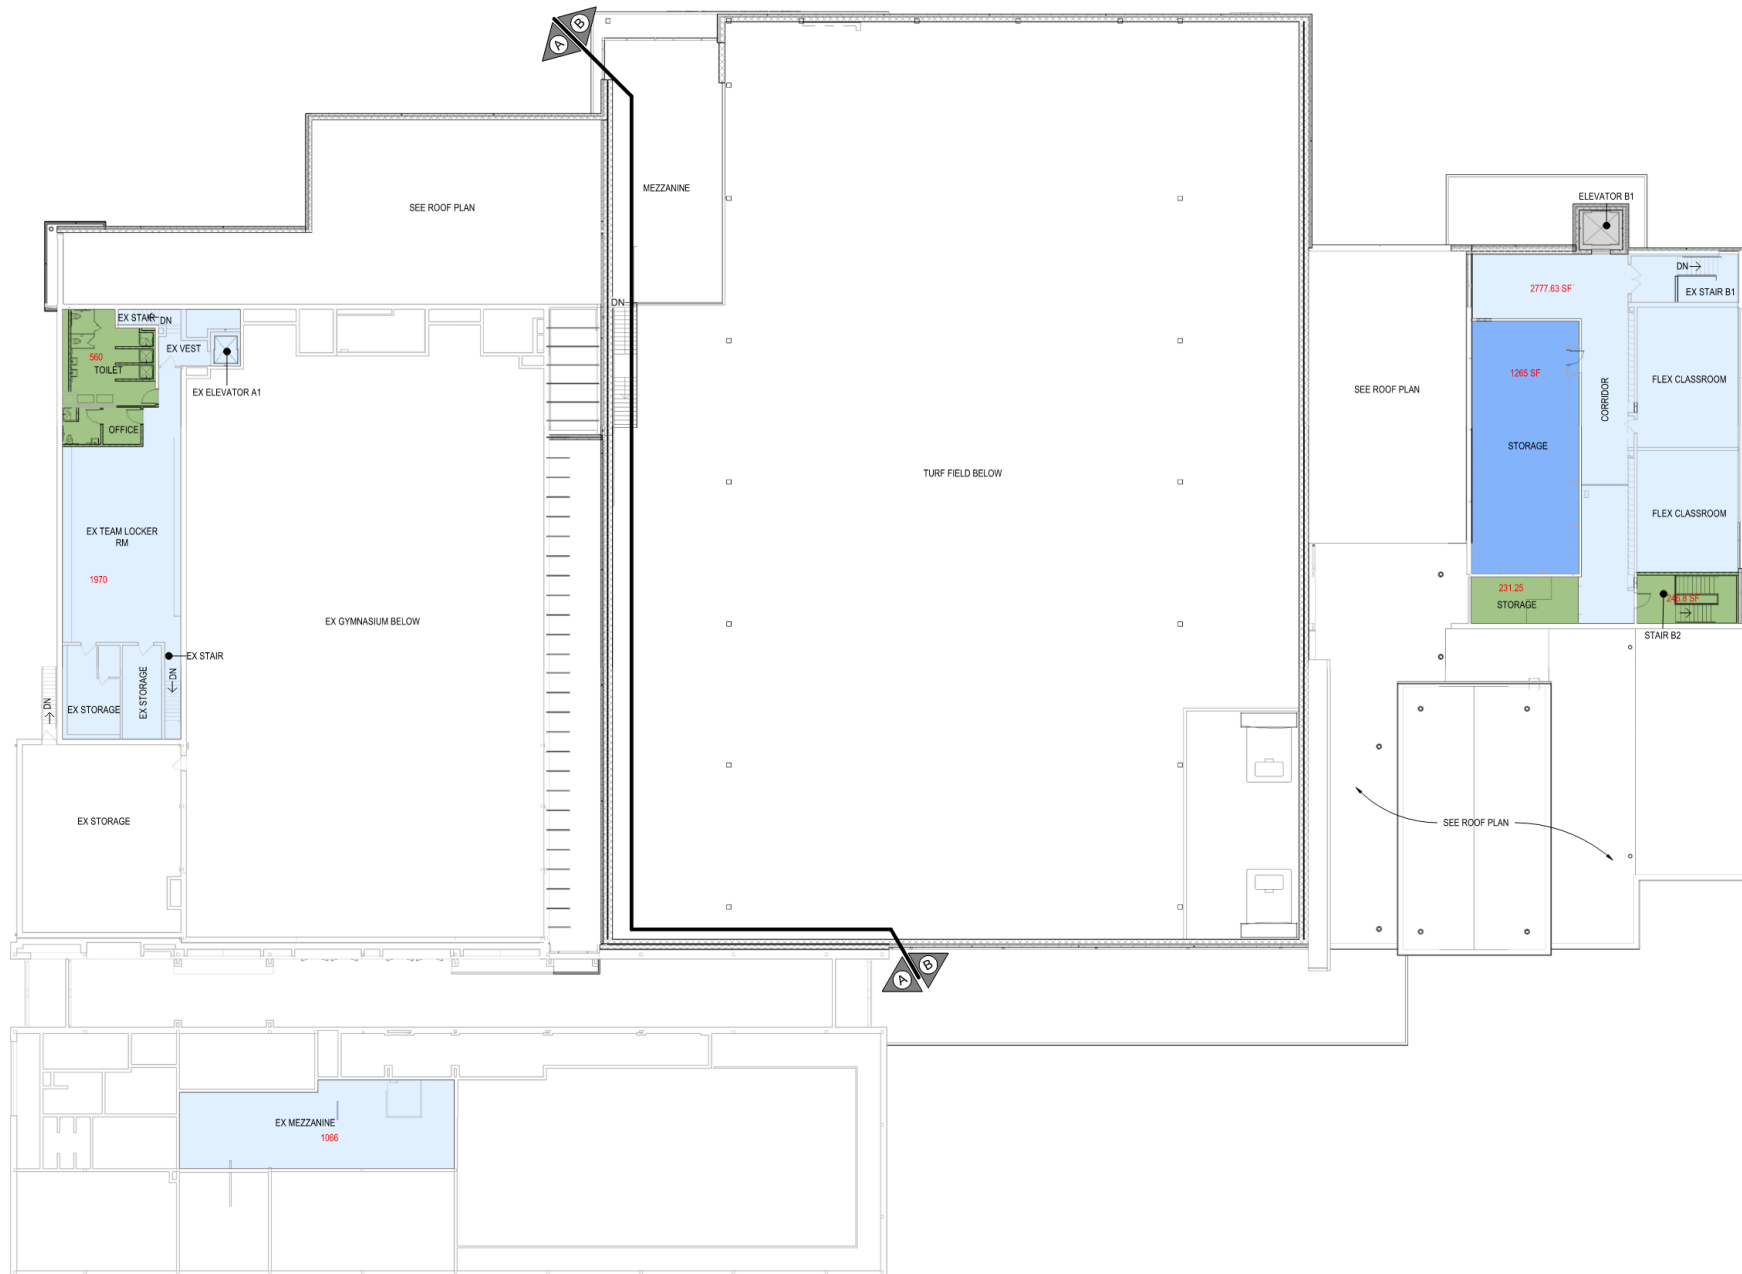 B
A
MEZZANINE
SEE ROOF PLAN
ELEVATOR B1
DN
EX STAIR B1
2777.63 SF
DN
EX STAIR
DN
EX VEST
560
TOILET
EX ELEVATOR A1
OFFICE
1265 SF
FLEX CLASSROOM
SEE ROOF PLAN
CORRIDOR
STORAGE
TURF FIELD BELOW
FLEX CLASSROOM
EX TEAM LOCKER
RM
1970
231.25
STORAGE
245.8 SF
STAIR B2
EX GYMNASIUM BELOW
EX STAIR
DN
EX STORAGE
EX STORAGE
DN
EX STORAGE
SEE ROOF PLAN
B
A
EX MEZZANINE
1066